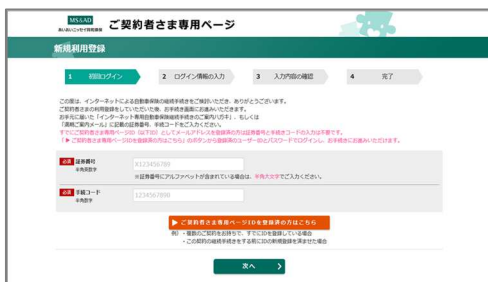 MS&AD
あいおいニッセイ同和損保
ご契約者さま専用ページ
新規利用登録
1 初回ログイン 2 ログイン情報の入力 3 入力内容の確認 4 完了
この度は、インターネットによる自動車保険の継続手続きをご検討いただき、ありがとうございます。
ご契約者さまの利用登録をしていただいた後、お手続き画面にお進みいただきます。
お手元に届いた「インターネット専用自動車保険継続手続きのご案内ハガキ」、もしくは
「満期ご案内メール」に記載の証券番号、手続コードをご入力ください。
すでにご契約者さま専用ページID（以下ID）としてメールアドレスを登録済の方は証券番号と手続きコードの入力は不要です。
「▶ご契約者さま専用ページIDを登録済の方はこちら」のボタンから登録済のユーザーIDとパスワードでログインし、お手続きにお進みいただけます。
必須 証券番号
半角英数字
X123456789
※証券番号にアルファベットが含まれている場合は、半角大文字でご入力ください。
必須 手続コード
半角数字
1234567890
▶ご契約者さま専用ページIDを登録済の方はこちら
例）・複数のご契約をお持ちで、すでにIDを登録している場合
・この契約の継続手続きをする前にIDの新規登録を済ませた場合
次へ